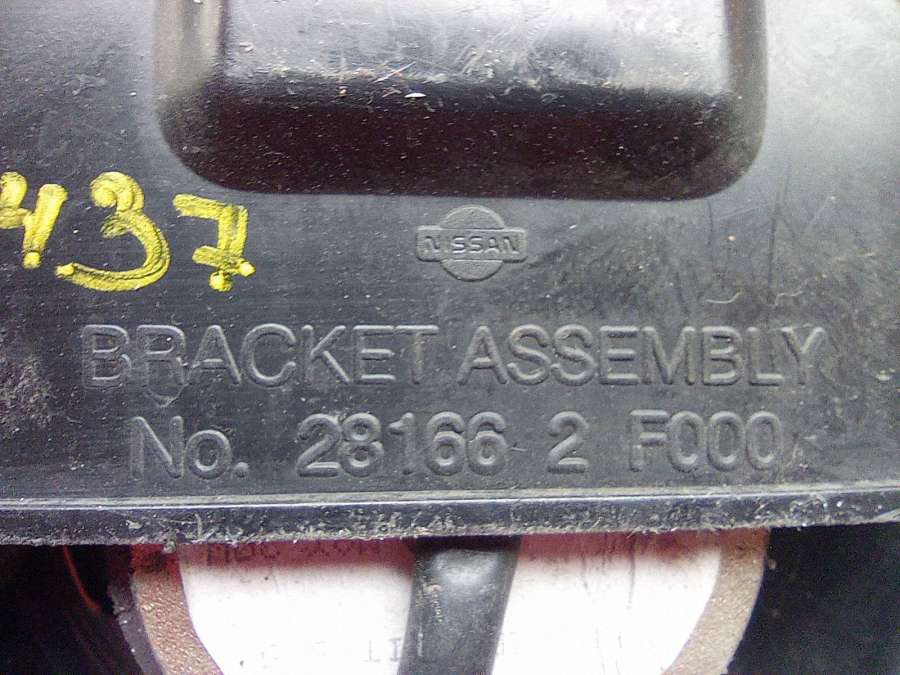 437
NISSAN
BRACKET ASSEMBLY
No. 28166 2 F000